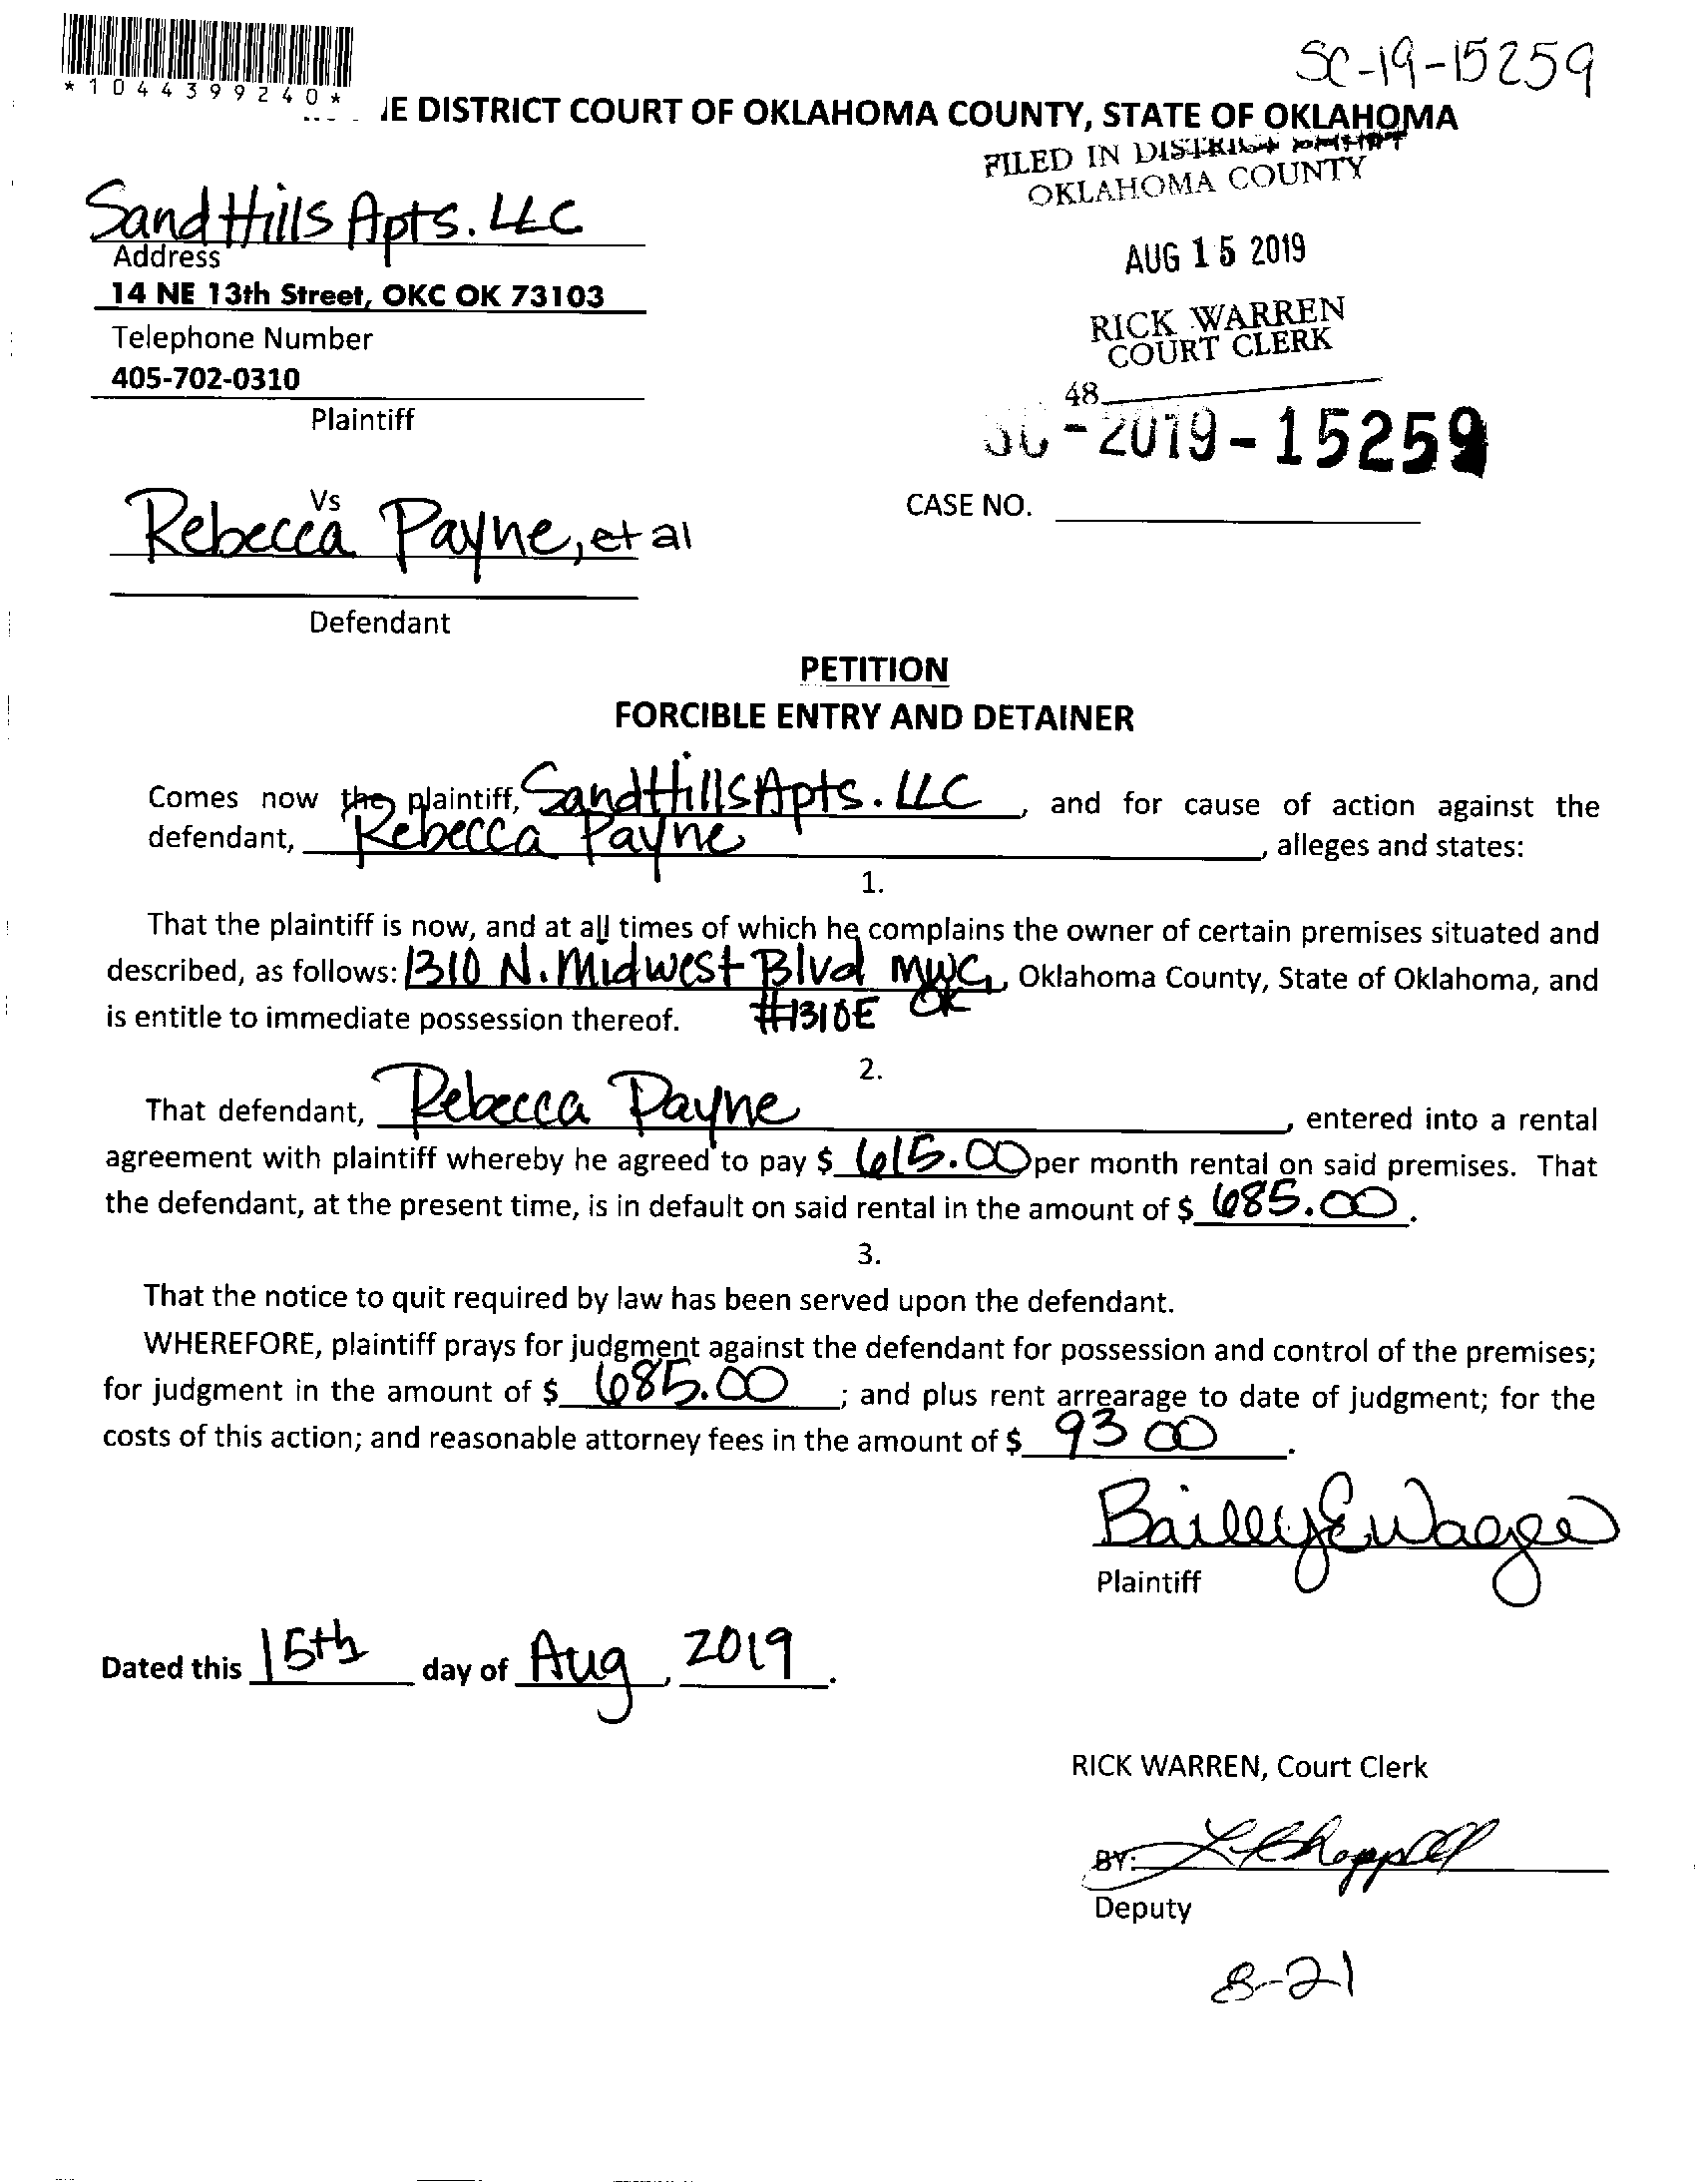 SC-19-15259
*1044399240*
IE DISTRICT COURT OF OKLAHOMA COUNTY, STATE OF OKLAHOMA
FILED IN DISTRICT COURT
OKLAHOMA COUNTY
Sand Hills Apts. LLC
Address
14 NE 13th Street, OKC OK 73103
Telephone Number
405-702-0310
Plaintiff
AUG 15 2019
RICK WARREN
COURT CLERK
48
SC-2019-15259
CASE NO.
Vs
Rebecca Payne, et al
Defendant
PETITION
FORCIBLE ENTRY AND DETAINER
Comes now the plaintiff, Sand Hills Apts. LLC, and for cause of action against the
defendant, Rebecca Payne, alleges and states:
1.
That the plaintiff is now, and at all times of which he complains the owner of certain premises situated and
described, as follows: 1310 N. Midwest Blvd MWC, Oklahoma County, State of Oklahoma, and
is entitle to immediate possession thereof. #1310E OK
2.
That defendant, Rebecca Payne, entered into a rental
agreement with plaintiff whereby he agreed to pay $ 615.00 per month rental on said premises. That
the defendant, at the present time, is in default on said rental in the amount of $ 685.00.
3.
That the notice to quit required by law has been served upon the defendant.
WHEREFORE, plaintiff prays for judgment against the defendant for possession and control of the premises;
for judgment in the amount of $ 685.00; and plus rent arrearage to date of judgment; for the
costs of this action; and reasonable attorney fees in the amount of $ 93 00.
Bailey E Wager
Plaintiff
Dated this 15th day of Aug, 2019.
RICK WARREN, Court Clerk
BY:
Deputy
8-21